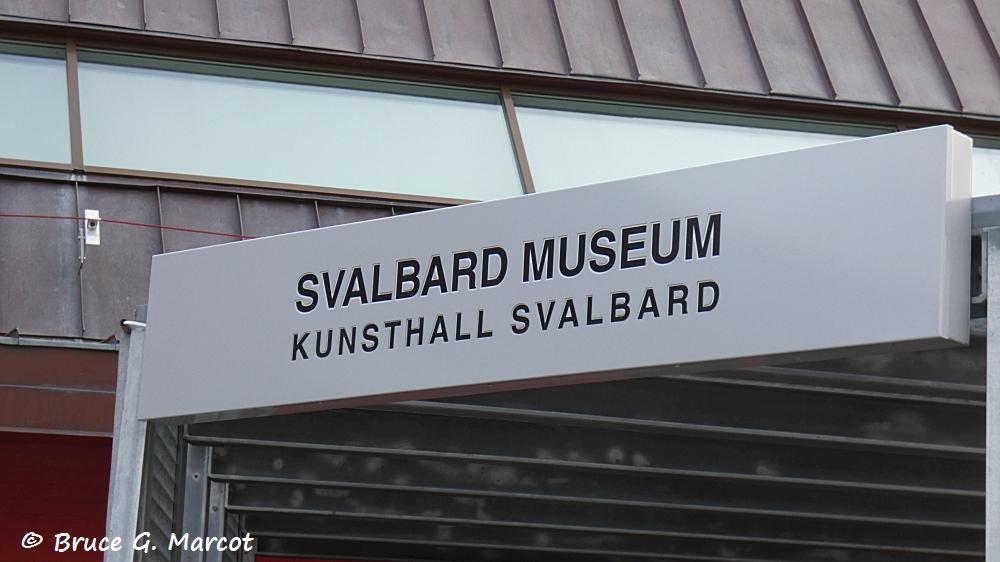 SVALBARD MUSEUM
KUNSTHALL SVALBARD
© Bruce G. Marcot